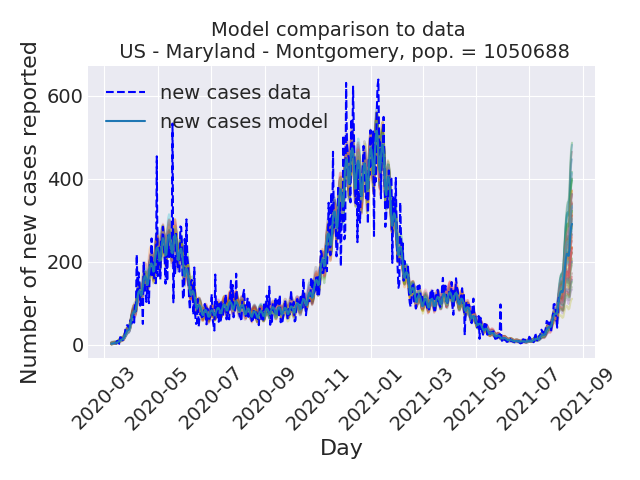 Model comparison to data
US - Maryland - Montgomery, pop. = 1050688
new cases data
new cases model
Number of new cases reported
600
400
200
0
2020-03
2020-05
2020-07
2020-09
2020-11
2021-01
2021-03
2021-05
2021-07
2021-09
Day